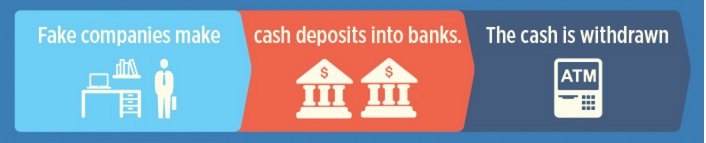 Fake companies make
cash deposits into banks.
The cash is withdrawn
$
$
ATM